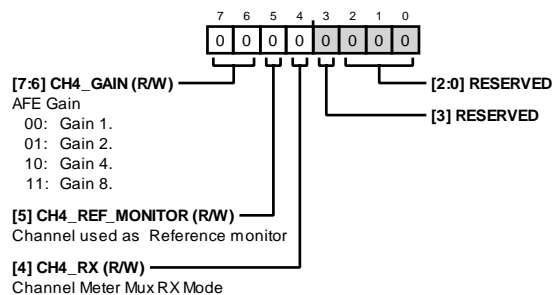 7 6 5 4 3 2 1 0
0 0 0 0 0 0 0 0
[7:6] CH4_GAIN (R/W)
AFE Gain
00: Gain 1.
01: Gain 2.
10: Gain 4.
11: Gain 8.
[5] CH4_REF_MONITOR (R/W)
Channel used as Reference monitor
[4] CH4_RX (R/W)
Channel Meter Mux RX Mode
[2:0] RESERVED
[3] RESERVED